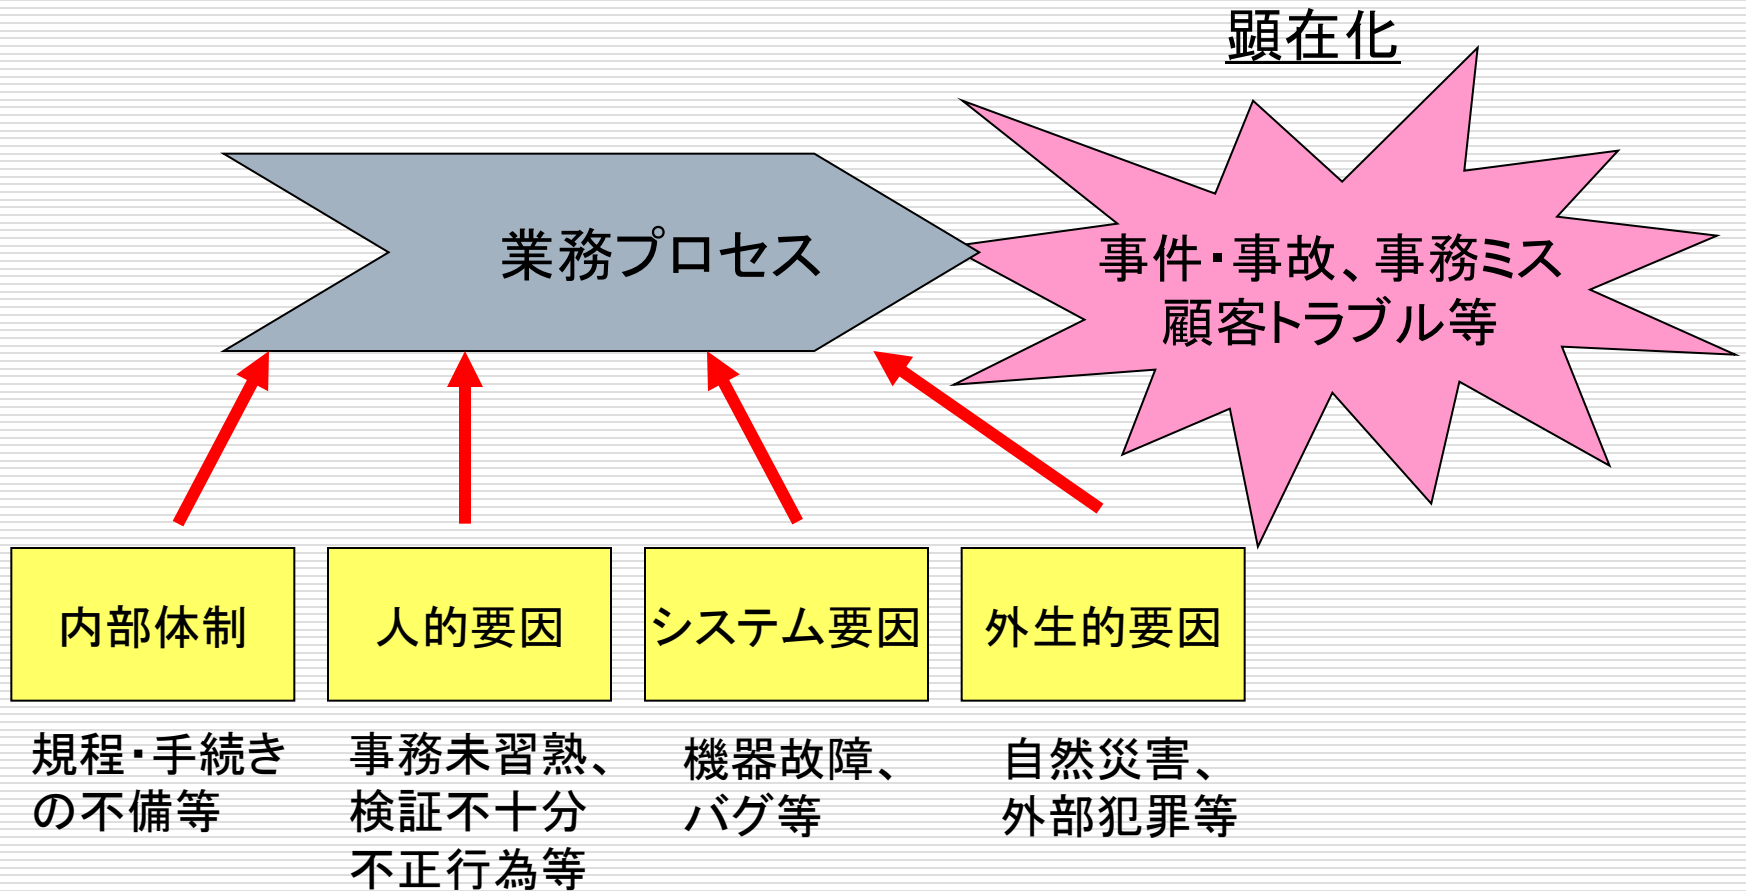 顕在化
業務プロセス
事件・事故、事務ミス
顧客トラブル等
内部体制
人的要因
システム要因
外生的要因
規程・手続き
の不備等
事務未習熟、
検証不十分
不正行為等
機器故障、
バグ等
自然災害、
外部犯罪等